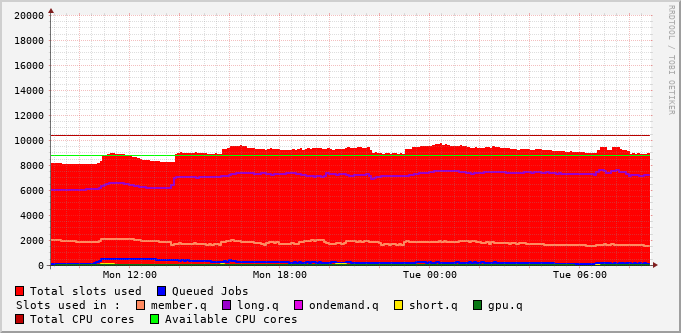 RRDTOOL / TOBI OETIKER
20000
18000
16000
14000
12000
10000
8000
6000
4000
2000
0
Mon 12:00 Mon 18:00 Tue 00:00 Tue 06:00
Total slots used Queued Jobs
Slots used in : member.q long.q ondemand.q short.q gpu.q
Total CPU cores Available CPU cores